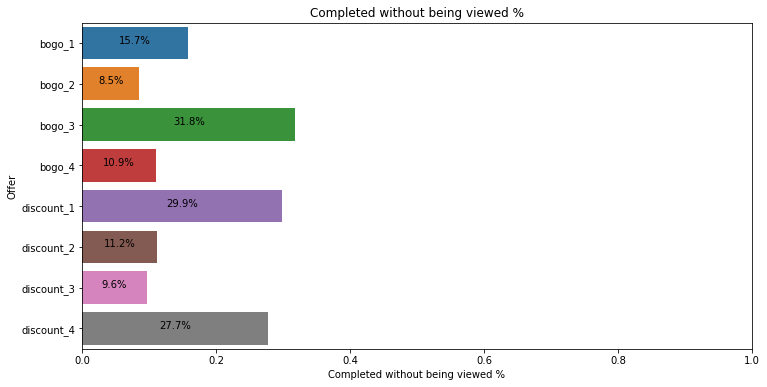 Completed without being viewed %
Offer
bogo_1
15.7%
bogo_2
8.5%
bogo_3
31.8%
bogo_4
10.9%
discount_1
29.9%
discount_2
11.2%
discount_3
9.6%
discount_4
27.7%
0.0 0.2 0.4 0.6 0.8 1.0
Completed without being viewed %